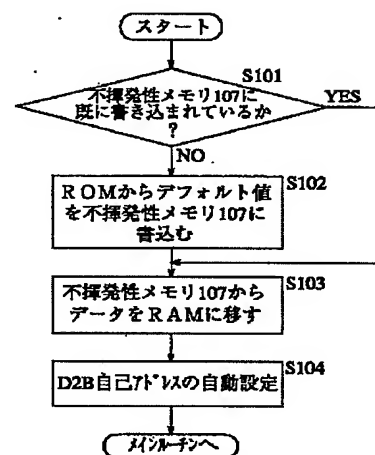 スタート
S101
不揮発性メモリ107に
既に書き込まれているか
?
YES
NO
S102
ROMからデフォルト値
を不揮発性メモリ107に
書込む
S103
不揮発性メモリ107から
データをRAMに移す
S104
D2B自己アドレスの自動設定
メインルーチンへ